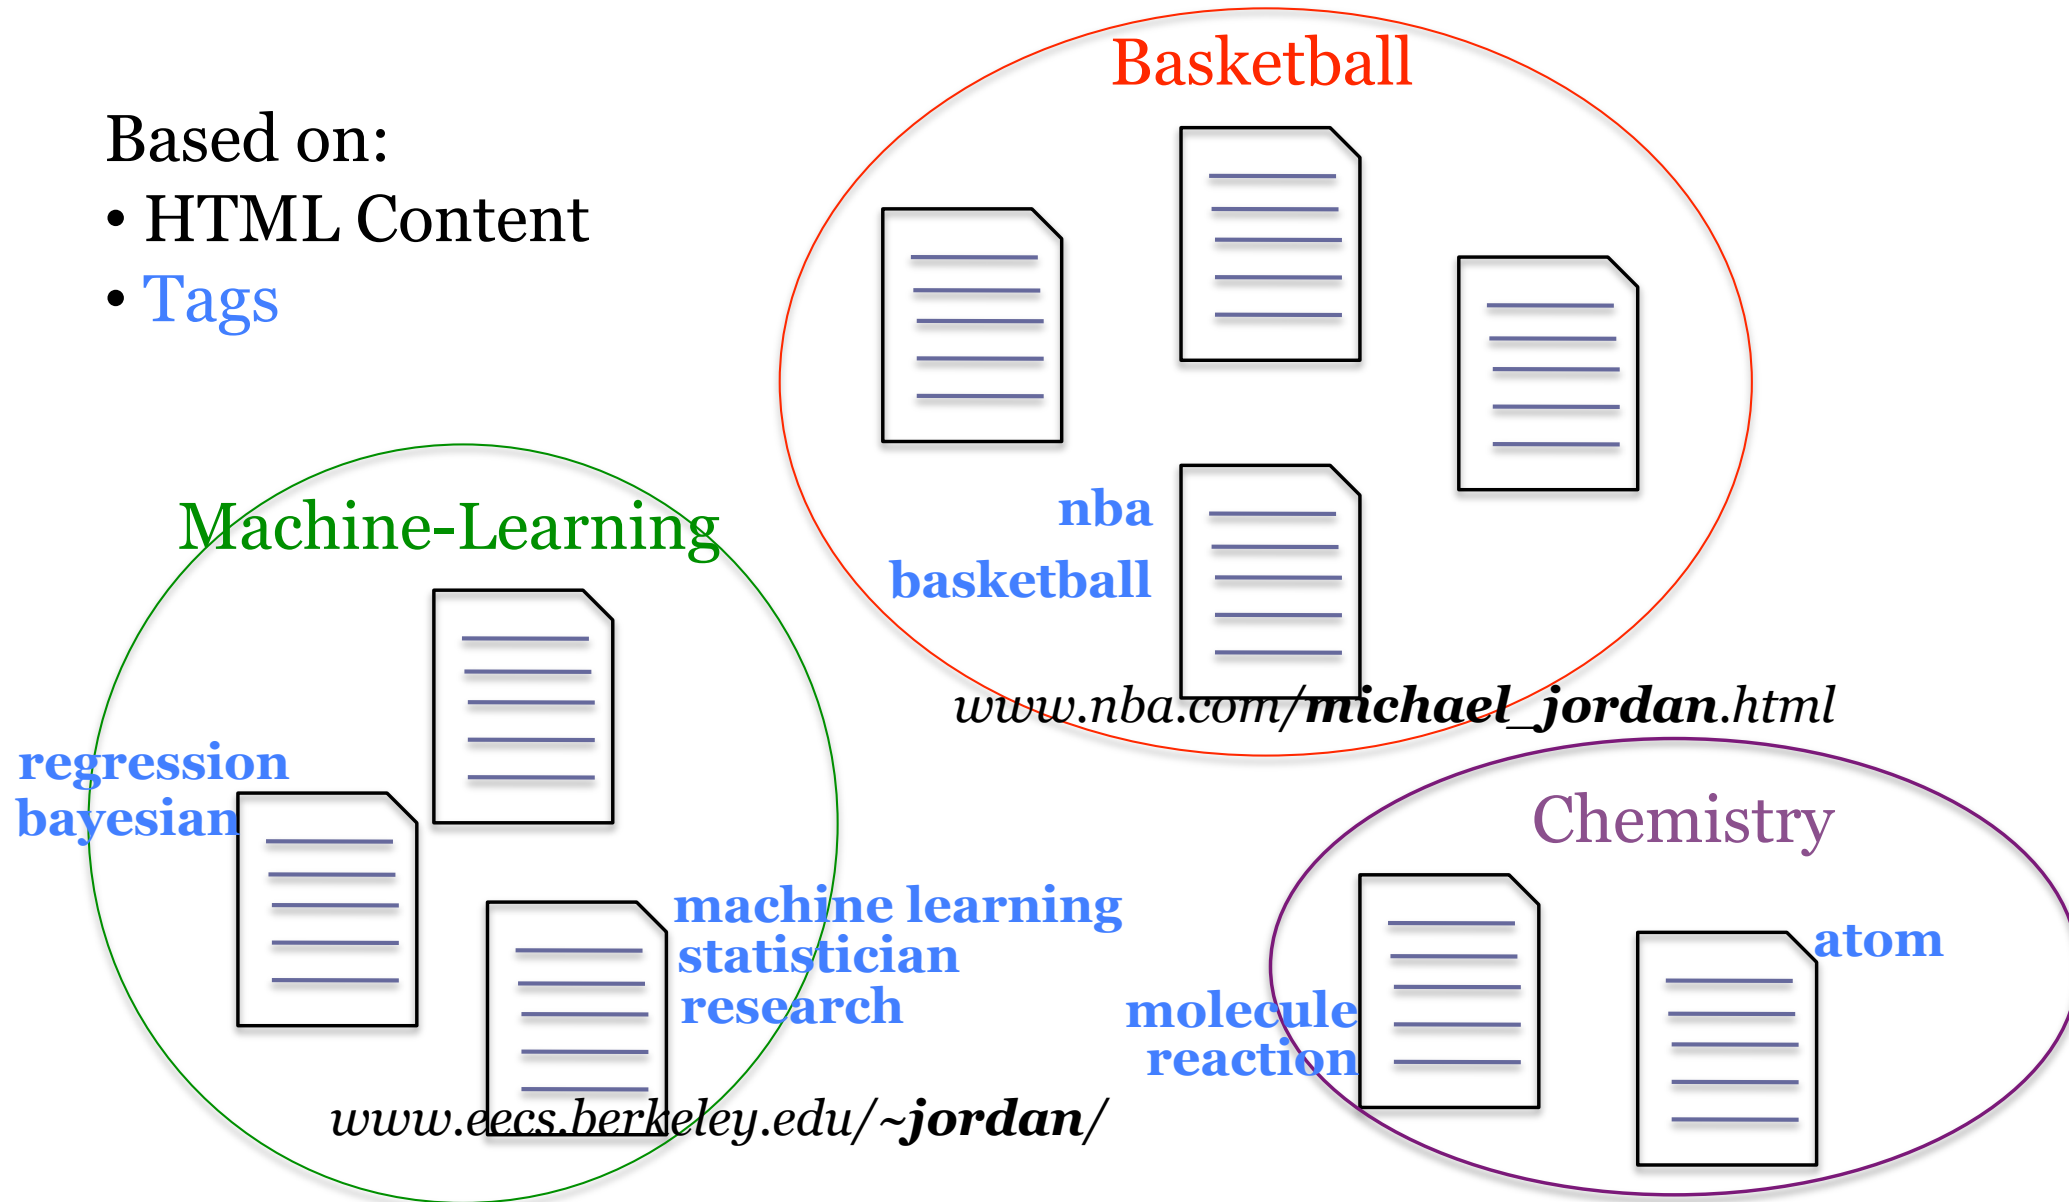 Based on:
• HTML Content
• Tags
Basketball
nba
basketball
www.nba.com/michael_jordan.html
Machine-Learning
regression
bayesian
machine learning
statistician
research
www.eecs.berkeley.edu/~jordan/
Chemistry
atom
molecule
reaction